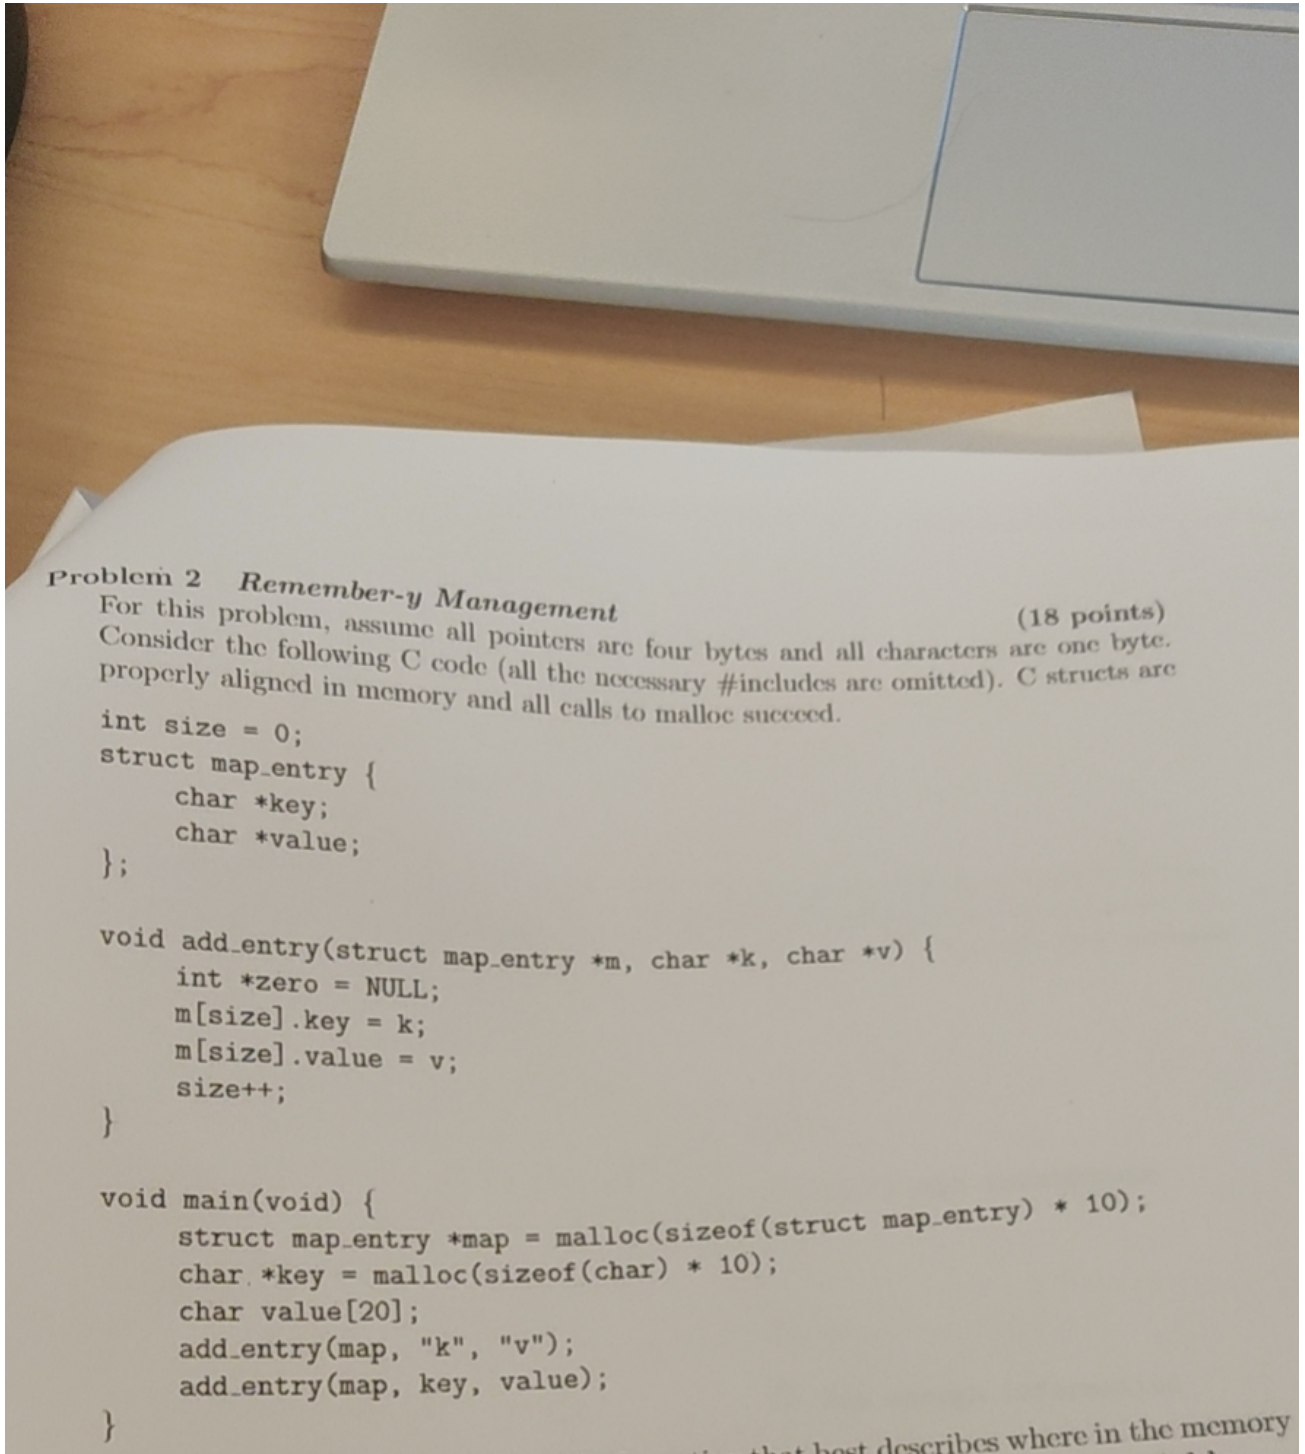 Problem 2 Remember-y Management (18 points)
For this problem, assume all pointers are four bytes and all characters are one byte.
Consider the following C code (all the necessary #includes are omitted). C structs are
properly aligned in memory and all calls to malloc succeed.
int size = 0;
struct map_entry {
char *key;
char *value;
};
void add_entry(struct map_entry *m, char *k, char *v) {
int *zero = NULL;
m[size].key = k;
m[size].value = v;
size++;
}
void main(void) {
struct map_entry *map = malloc(sizeof(struct map_entry) * 10);
char *key = malloc(sizeof(char) * 10);
char value[20];
add_entry(map, "k", "v");
add_entry(map, key, value);
}
that best describes where in the memory